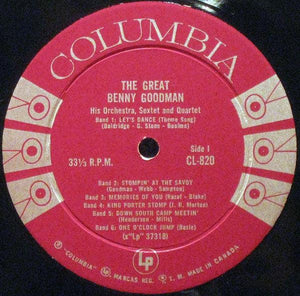 COLUMBIA
THE GREAT
BENNY GOODMAN
His Orchestra, Sextet and Quartet
Band 1: LET'S DANCE (Theme Song)
(Baldridge - G. Stone - Bonime)
Side 1
33⅓ R.P.M.
CL-820
Band 2: STOMPIN' AT THE SAVOY
(Goodman - Webb - Sampson)
Band 3: MEMORIES OF YOU (Razaf - Blake)
Band 4: KING PORTER STOMP (J. R. Morton)
Band 5: DOWN SOUTH CAMP MEETIN'
(Henderson - Mills)
Band 6: ONE O'CLOCK JUMP (Basie)
(x"Lp" 37318)
LP
"COLUMBIA" MARCAS REG. T. M. MADE IN CANADA